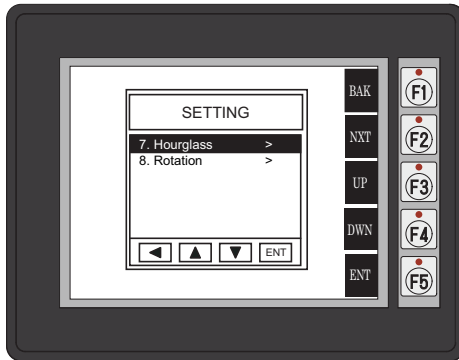 SETTING
7. Hourglass >
8. Rotation >
ENT
BAK
NXT
UP
DWN
ENT
F1
F2
F3
F4
F5